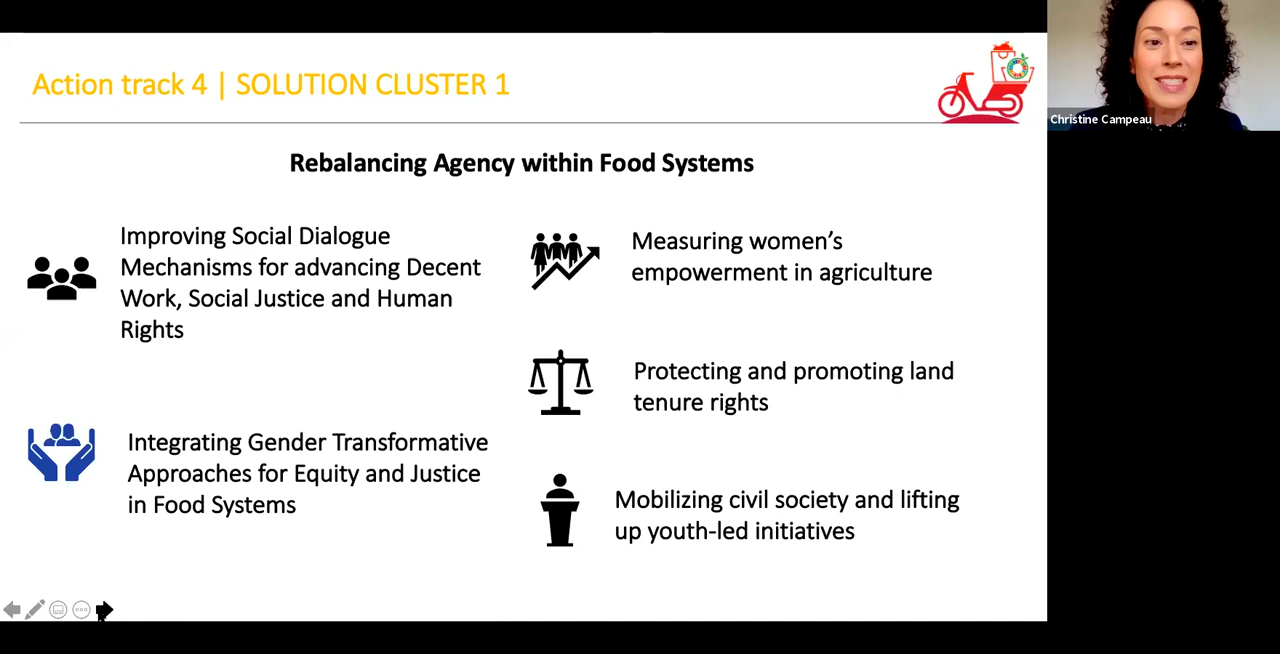 Action track 4 | SOLUTION CLUSTER 1
Rebalancing Agency within Food Systems
Improving Social Dialogue
Mechanisms for advancing Decent
Work, Social Justice and Human
Rights
Integrating Gender Transformative
Approaches for Equity and Justice
in Food Systems
Measuring women’s
empowerment in agriculture
Protecting and promoting land
tenure rights
Mobilizing civil society and lifting
up youth-led initiatives
Christine Campeau